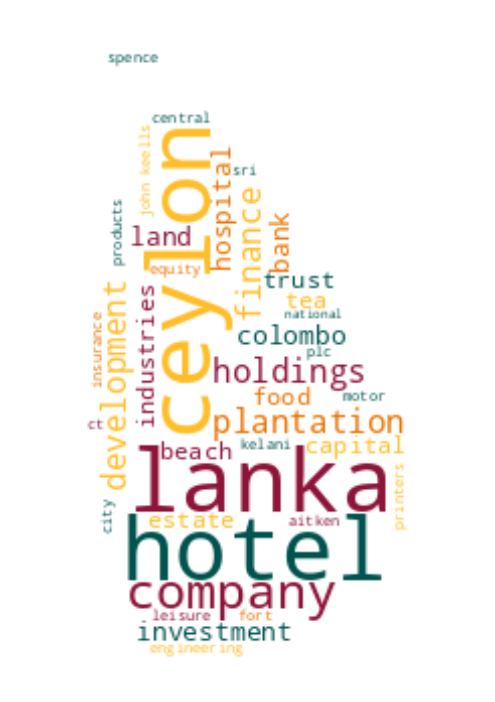 spence
central
john keells
ceylon
hospital
sri
products
land
finance
bank
equity
trust
development
industries
tea
insurance
national
colombo
plc
holdings
food
motor
ct
plantation
beach
kelani
capital
lanka
printers
city
estate
aitken
hotel
company
leisure
fort
investment
engineering